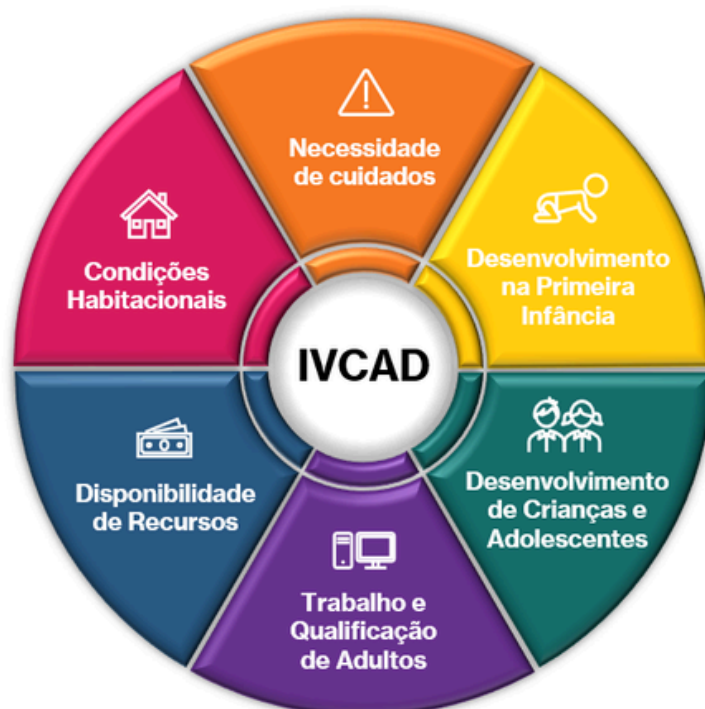 Necessidade
de cuidados
Desenvolvimento
na Primeira
Infância
Desenvolvimento
de Crianças e
Adolescentes
Trabalho e
Qualificação
de Adultos
Disponibilidade
de Recursos
Condições
Habitacionais
IVCAD